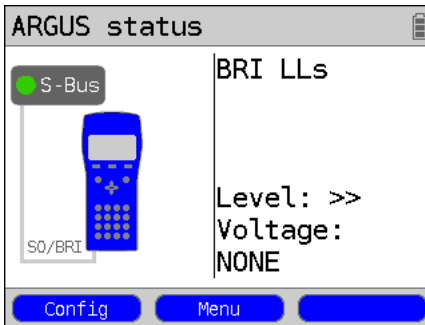 ARGUS status
S-Bus
S0/BRI
BRI LLs
Level: >>
Voltage:
NONE
Config
Menu